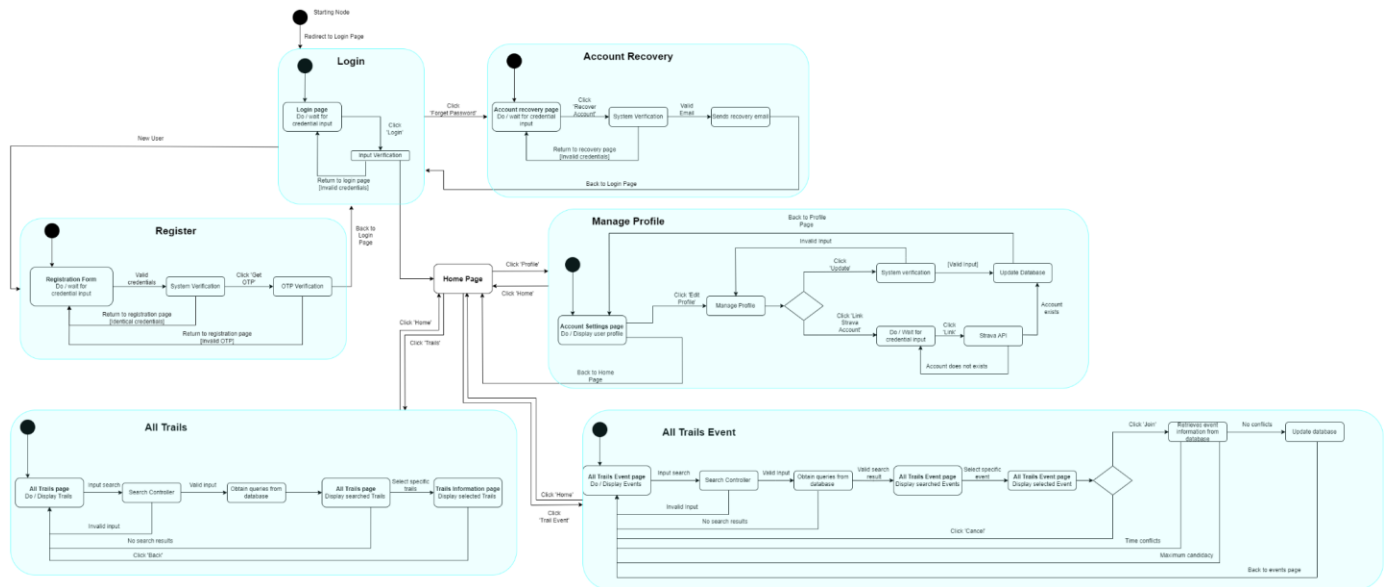 Starting Node
Redirect to Login Page
Login
Login page
Do / wait for
credential input
Click
'Login'
Input Verification
Return to login page
[Invalid credentials]
Click
'Forget Password'
New User
Account Recovery
Account recovery page
Do / wait for credential
input
Click
'Recover
Account'
System Verification
Valid
Email
Sends recovery email
Return to recovery page
[Invalid credentials]
Back to Login Page
Register
Registration Form
Do / wait for
credential input
Valid
credentials
System Verification
Click 'Get
OTP'
OTP Verification
Return to registration page
[Identical credentials]
Return to registration page
[Invalid OTP]
Back to
Login
Page
Home Page
Click 'Profile'
Click 'Home'
Click 'Home'
Click 'Trails'
Manage Profile
Back to Profile
Page
Invalid input
Account Settings page
Do / Display user profile
Click 'Edit
Profile'
Manage Profile
Click
'Update'
System verification
[Valid input]
Update Database
Click 'Link
Strava
Account'
Do / Wait for
credential input
Click
'Link'
Strava API
Account
exists
Account does not exists
Back to Home
Page
All Trails
All Trails page
Do / Display Trails
Input search
Search Controller
Valid input
Obtain queries from
database
All Trails page
Display searched Trails
Select specific
trails
Trails Information page
Display selected Trails
Invalid input
No search results
Click 'Back'
Click 'Home'
Click
'Trail Event'
All Trails Event
All Trails Event page
Do / Display Events
Input search
Search Controller
Valid input
Obtain queries from
database
Valid search
result
All Trails Event page
Display searched Events
Select specific
event
All Trails Event page
Display selected Event
Click 'Join'
Retrieves event
information from
database
No conflicts
Update database
Invalid input
No search results
Click 'Cancel'
Time conflicts
Maximum candidacy
Back to events page